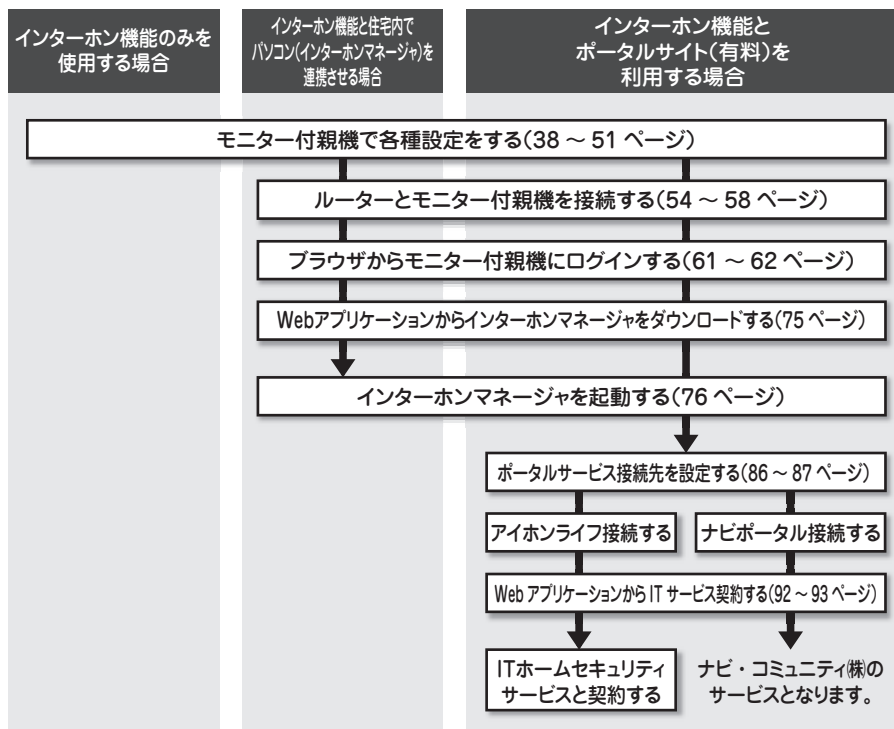 インターホン機能のみを
使用する場合
インターホン機能と住宅内で
パソコン(インターホンマネージャ)を
連携させる場合
インターホン機能と
ポータルサイト(有料)を
利用する場合
モニター付親機で各種設定をする(38 ～ 51 ページ)
ルーターとモニター付親機を接続する(54 ～ 58 ページ)
ブラウザからモニター付親機にログインする(61 ～ 62 ページ)
Webアプリケーションからインターホンマネージャをダウンロードする(75 ページ)
インターホンマネージャを起動する(76 ページ)
ポータルサービス接続先を設定する(86 ～ 87 ページ)
アイホンライフ接続する
ナビポータル接続する
Web アプリケーションから IT サービス契約する(92 ～ 93 ページ)
ITホームセキュリティ
サービスと契約する
ナビ・コミュニティ㈱の
サービスとなります。